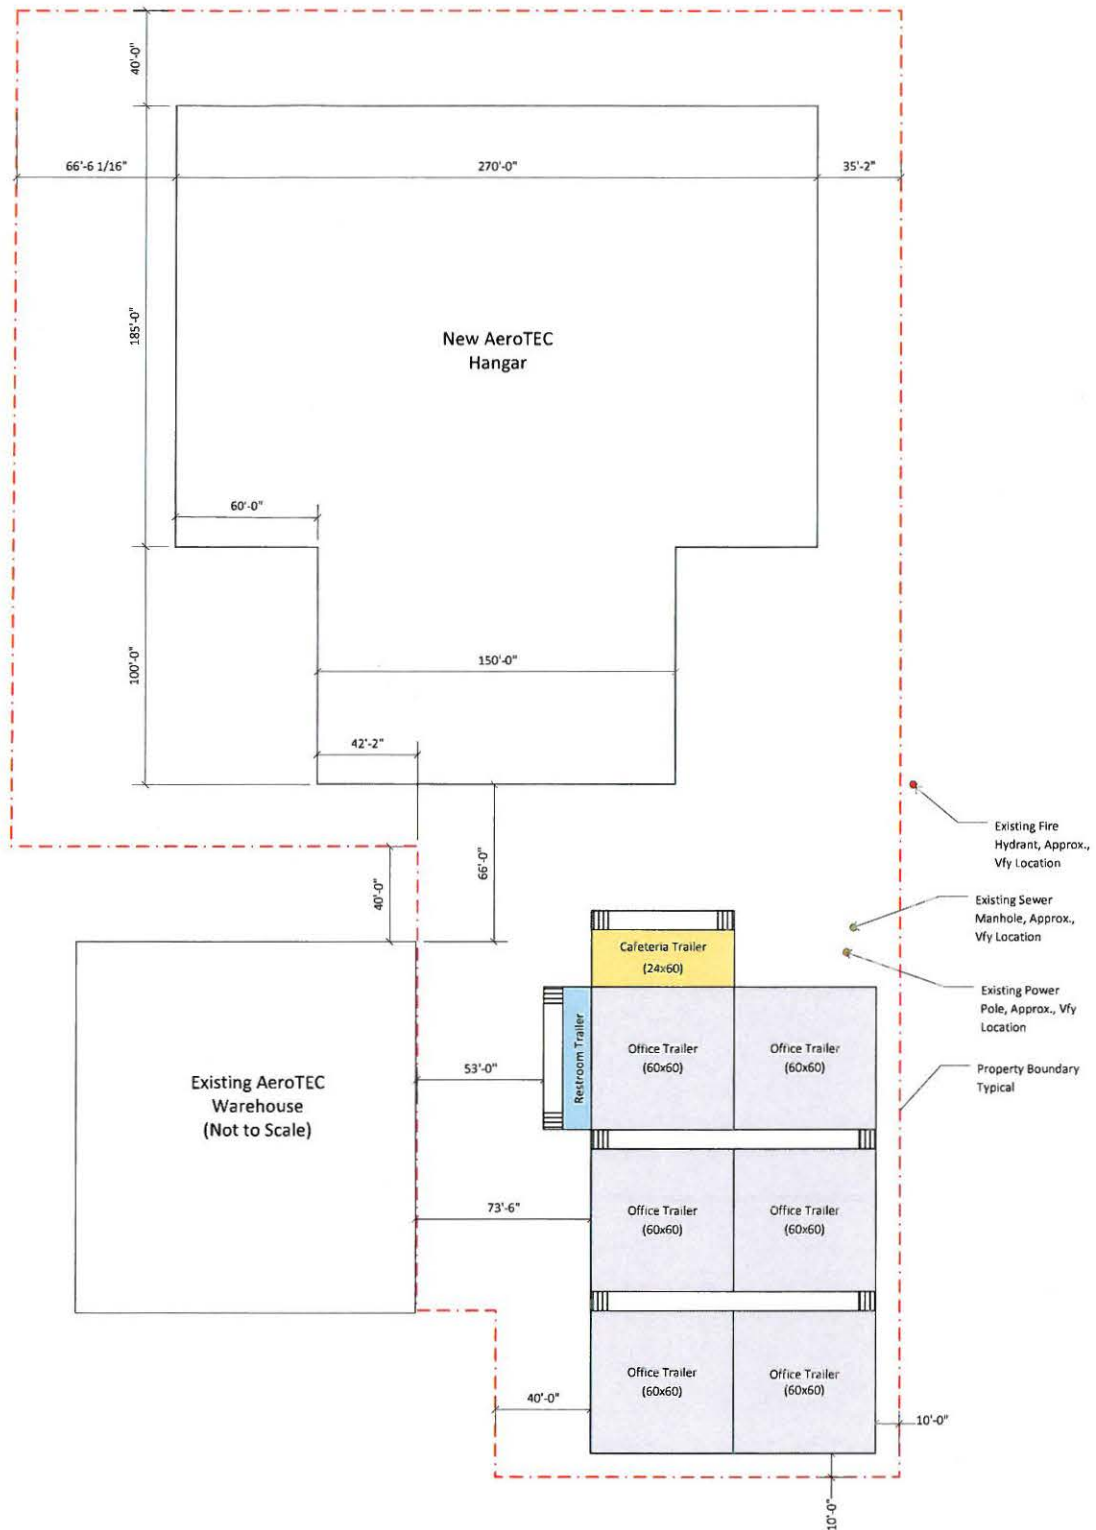 40'-0"
66'-6 1/16"
270'-0"
35'-2"
185'-0"
New AeroTEC
Hangar
60'-0"
100'-0"
150'-0"
42'-2"
66'-0"
40'-0"
Existing Fire
Hydrant, Approx.,
Vfy Location
Existing Sewer
Manhole, Approx.,
Vfy Location
Existing Power
Pole, Approx., Vfy
Location
Property Boundary
Typical
Cafeteria Trailer
(24x60)
Restroom Trailer
Office Trailer
(60x60)
Office Trailer
(60x60)
53'-0"
Existing AeroTEC
Warehouse
(Not to Scale)
73'-6"
Office Trailer
(60x60)
Office Trailer
(60x60)
Office Trailer
(60x60)
Office Trailer
(60x60)
40'-0"
10'-0"
10'-0"